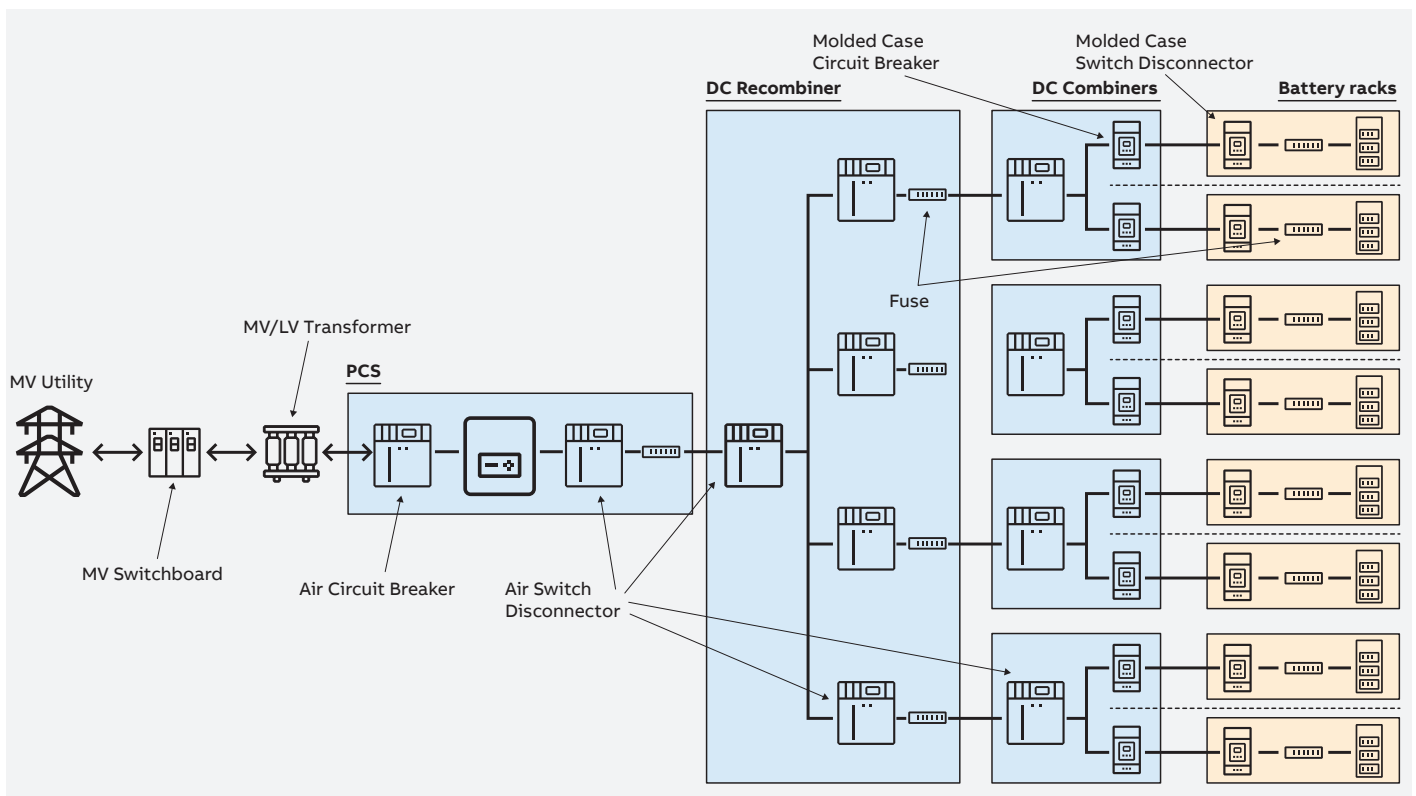 Molded Case
Circuit Breaker
Molded Case
Switch Disconnector
DC Recombiner
DC Combiners
Battery racks
Fuse
MV/LV Transformer
PCS
MV Utility
MV Switchboard
Air Circuit Breaker
Air Switch
Disconnector